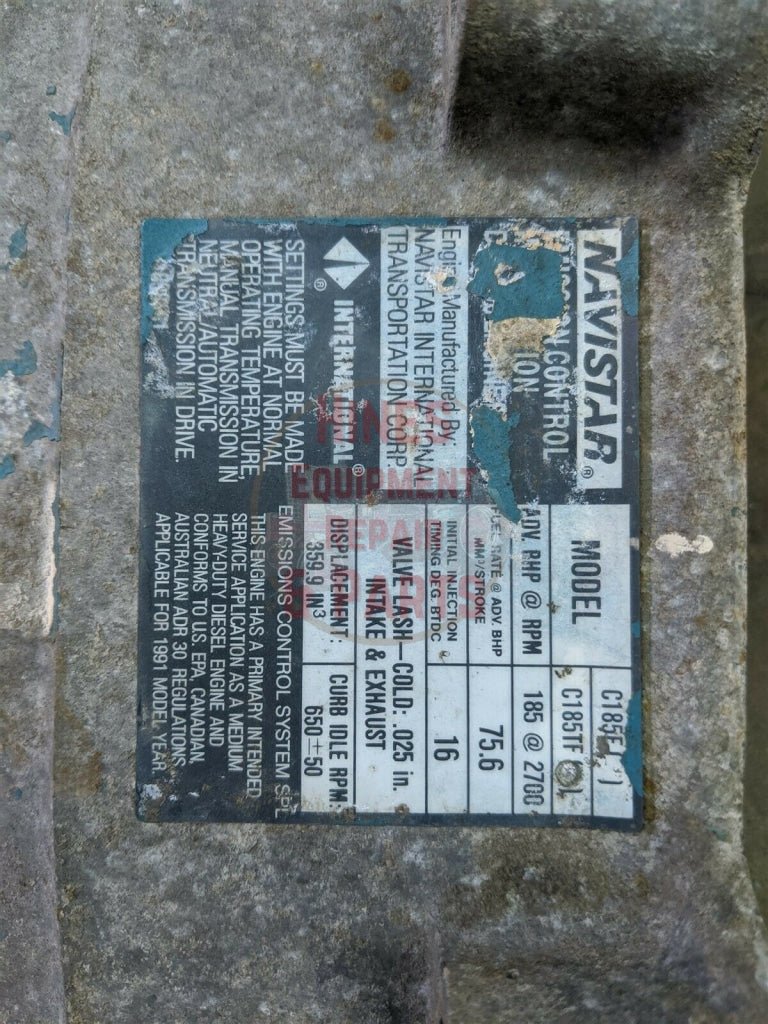 NAVISTAR®
CONTROL
Engine Manufactured By:
NAVISTAR INTERNATIONAL
TRANSPORTATION CORP.
INTERNATIONAL®
SETTINGS MUST BE MADE
WITH ENGINE AT NORMAL
OPERATING TEMPERATURE,
MANUAL TRANSMISSION IN
NEUTRAL/AUTOMATIC
TRANSMISSION IN DRIVE.
MODEL
C185F
C185TF
ADV. BHP @ RPM 185 @ 2700
RATE @ ADV. BHP
MM³/STROKE 75.6
INITIAL INJECTION
TIMING DEG. BTDC 16
VALVE LASH—COLD: .025 in.
INTAKE & EXHAUST
DISPLACEMENT: CURB IDLE RPM:
359.9 IN³ 650±50
EMISSIONS CONTROL SYSTEM SPL
THIS ENGINE HAS A PRIMARY INTENDED
SERVICE APPLICATION AS A MEDIUM
HEAVY-DUTY DIESEL ENGINE AND
CONFORMS TO U.S. EPA, CANADIAN,
AUSTRALIAN ADR 30 REGULATIONS
APPLICABLE FOR 1991 MODEL YEAR.
HINES
EQUIPMENT
REPAIR
& PARTS